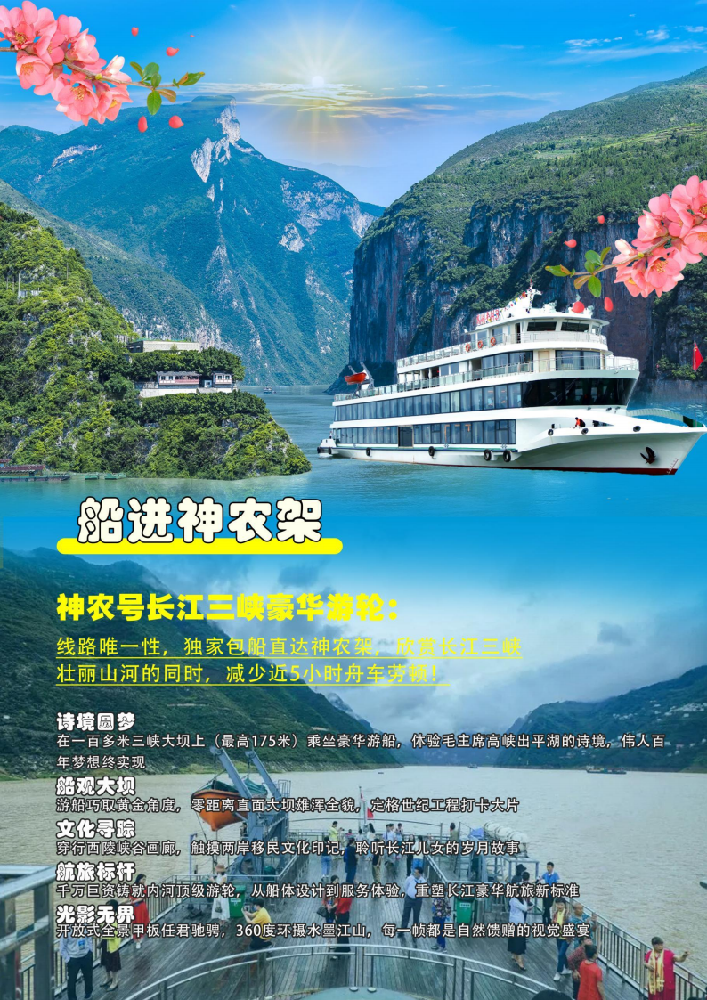 船进神农架
神农号长江三峡豪华游轮：
线路唯一性，独家包船直达神农架，欣赏长江三峡
壮丽山河的同时，减少近5小时舟车劳顿！
诗境圆梦
在一百多米三峡大坝上（最高175米）乘坐豪华游船，体验毛主席高峡出平湖的诗境，伟人百
年梦想终实现
船观大坝
游船巧取黄金角度，零距离直面大坝雄浑全貌，定格世纪工程打卡大片
文化寻踪
穿行西陵峡谷画廊，触摸两岸移民文化印记，聆听长江儿女的岁月故事
航旅标杆
千万巨资铸就内河顶级游轮，从船体设计到服务体验，重塑长江豪华航旅新标准
光影无界
开放式全景甲板任君驰骋，360度环摄水墨江山，每一帧都是自然馈赠的视觉盛宴